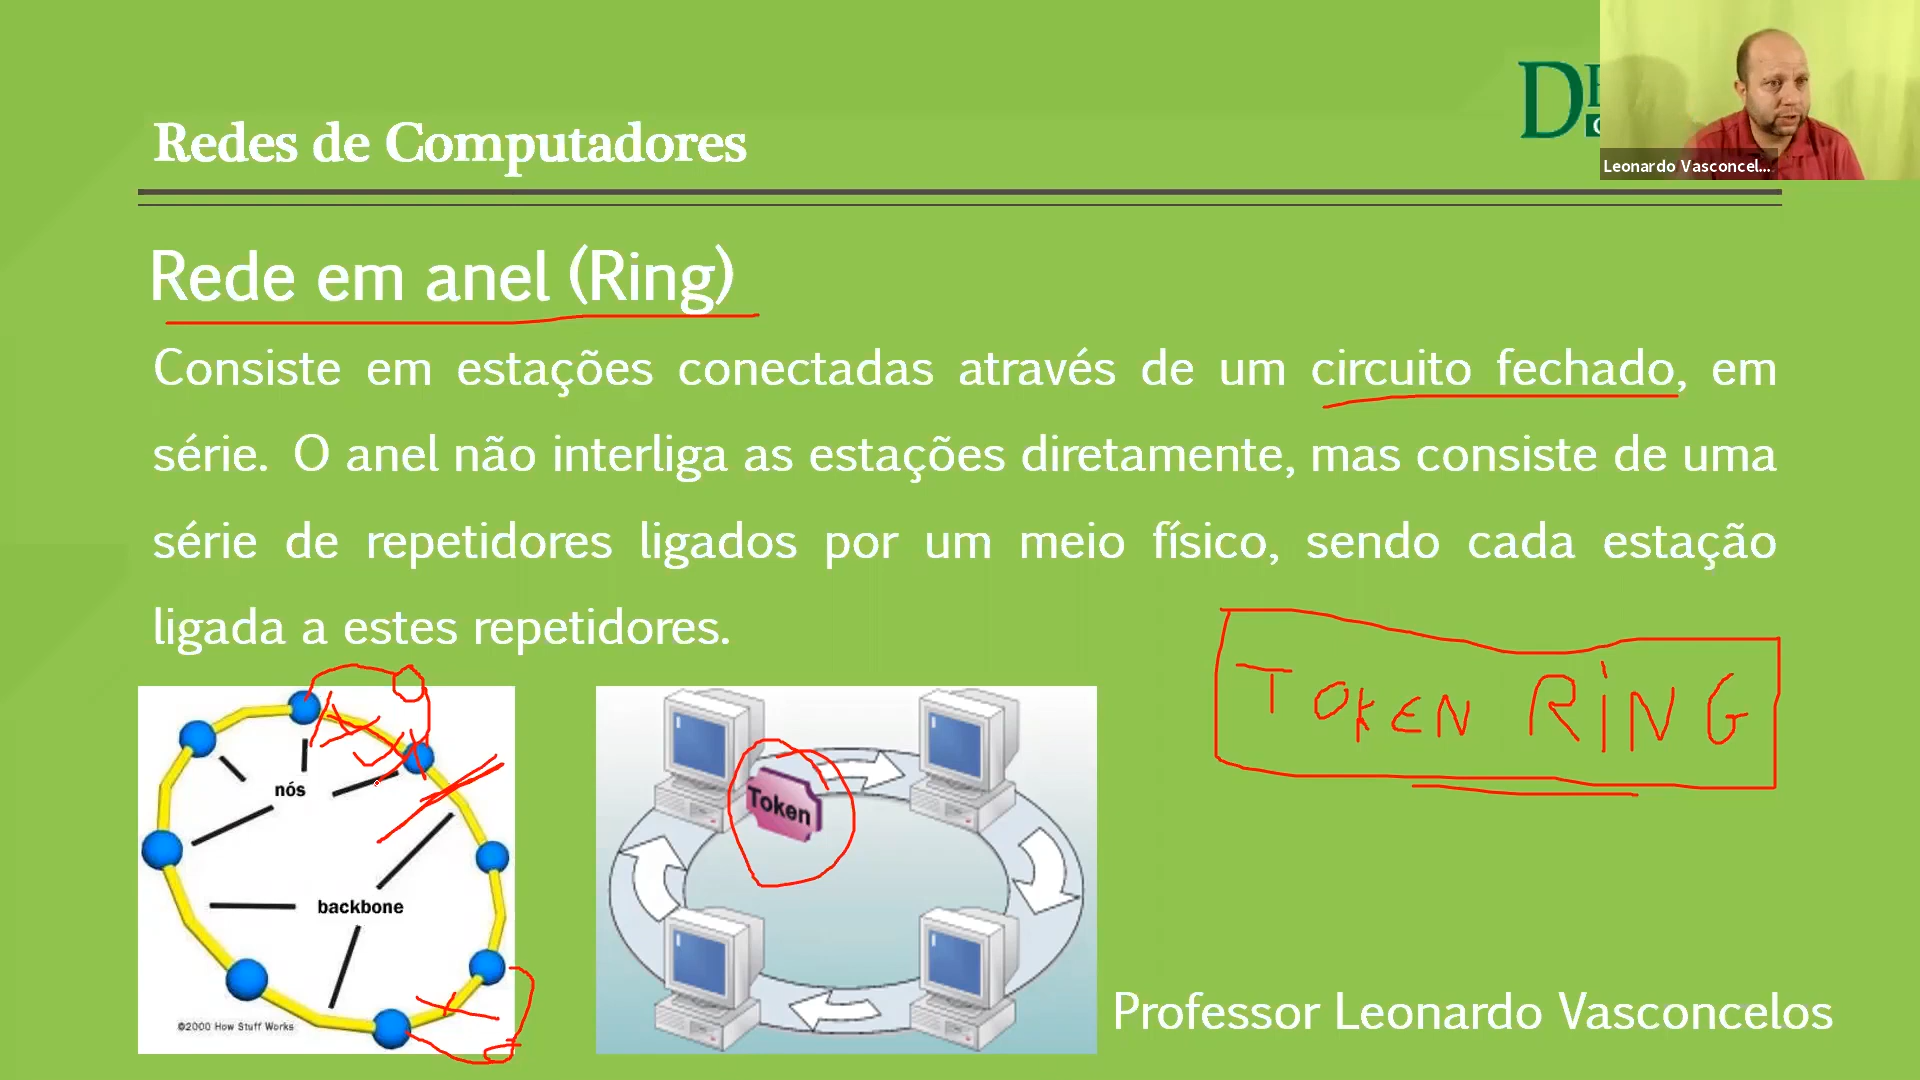 Redes de Computadores
Leonardo Vasconcel...
Rede em anel (Ring)
Consiste em estações conectadas através de um circuito fechado, em
série. O anel não interliga as estações diretamente, mas consiste de uma
série de repetidores ligados por um meio físico, sendo cada estação
ligada a estes repetidores.
TOKEN RING
Token
nós
backbone
©2000 How Stuff Works
Professor Leonardo Vasconcelos